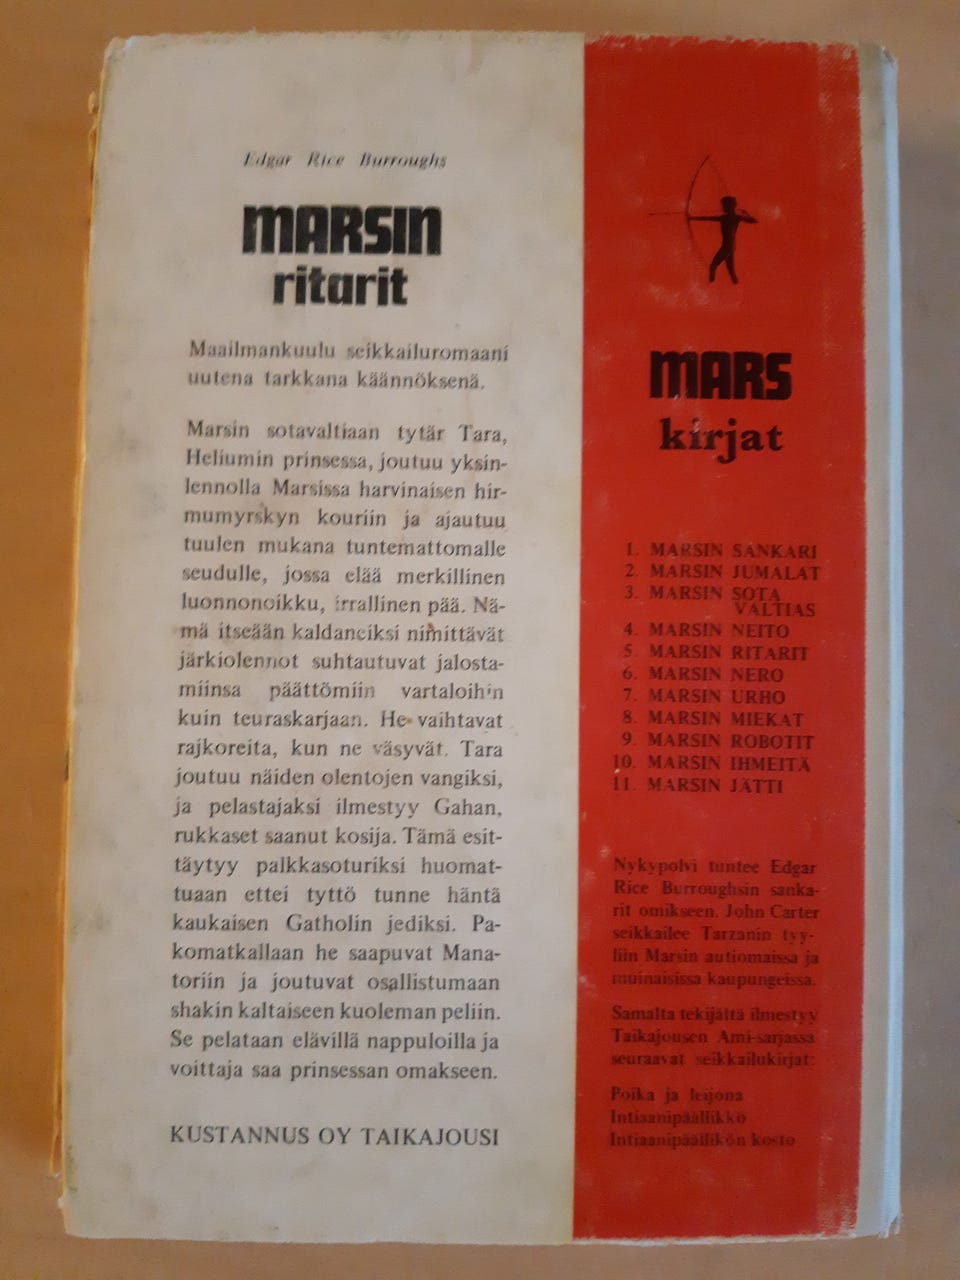 Edgar Rice Burroughs
MARSIN
ritarit
Maailmankuulu seikkailuromaani
uutena tarkkana käännöksenä.
Marsin sotavaltiaan tytär Tara,
Heliumin prinsessa, joutuu yksin-
lennolla Marsissa harvinaisen hir-
mumyrskyn kouriin ja ajautuu
tuulen mukana tuntemattomalle
seudulle, jossa elää merkillinen
luonnonoikku, irrallinen pää. Nä-
mä itseään kaldaneiksi nimittävät
järkiolennot suhtautuvat jalosta-
miinsa päättömiin vartaloihin
kuin teuraskarjaan. He vaihtavat
rajkoreita, kun ne väsyvät. Tara
joutuu näiden olentojen vangiksi,
ja pelastajaksi ilmestyy Gahan,
rukkaset saanut kosija. Tämä esit-
täytyy palkkasoturiksi huomat-
tuaan ettei tyttö tunne häntä
kaukaisen Gatholin jediksi. Pa-
komatkallaan he saapuvat Mana-
toriin ja joutuvat osallistumaan
shakin kaltaiseen kuoleman peliin.
Se pelataan elävillä nappuloilla ja
voittaja saa prinsessan omakseen.
KUSTANNUS OY TAIKAJOUSI
MARS
kirjat
1. MARSIN SANKARI
2. MARSIN JUMALAT
3. MARSIN SOTA
VALTIAS
4. MARSIN NEITO
5. MARSIN RITARIT
6. MARSIN NERO
7. MARSIN URHO
8. MARSIN MIEKAT
9. MARSIN ROBOTIT
10. MARSIN IHMEITÄ
11. MARSIN JÄTTI
Nykypolvi tuntee Edgar
Rice Burroughsin sanka-
rit omikseen. John Carter
seikkailee Tarzanin tyy-
liin Marsin autiomaissa ja
muinaisissa kaupungeissa.
Samalta tekijältä ilmestyy
Taikajousen Ami-sarjassa
seuraavat seikkailukirjat:
Poika ja leijona
Intiaanipäällikkö
Intiaanipäällikön kosto